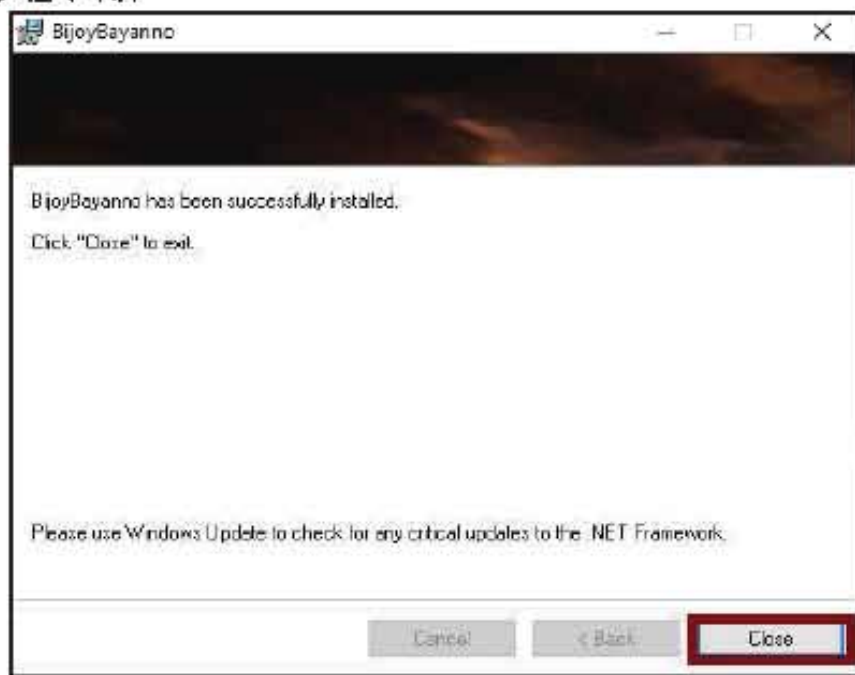 BijoyBayanno
BijoyBayanno has been successfully installed.
Click "Close" to exit.
Please use Windows Update to check for any critical updates to the .NET Framework.
Cancel
< Back
Close